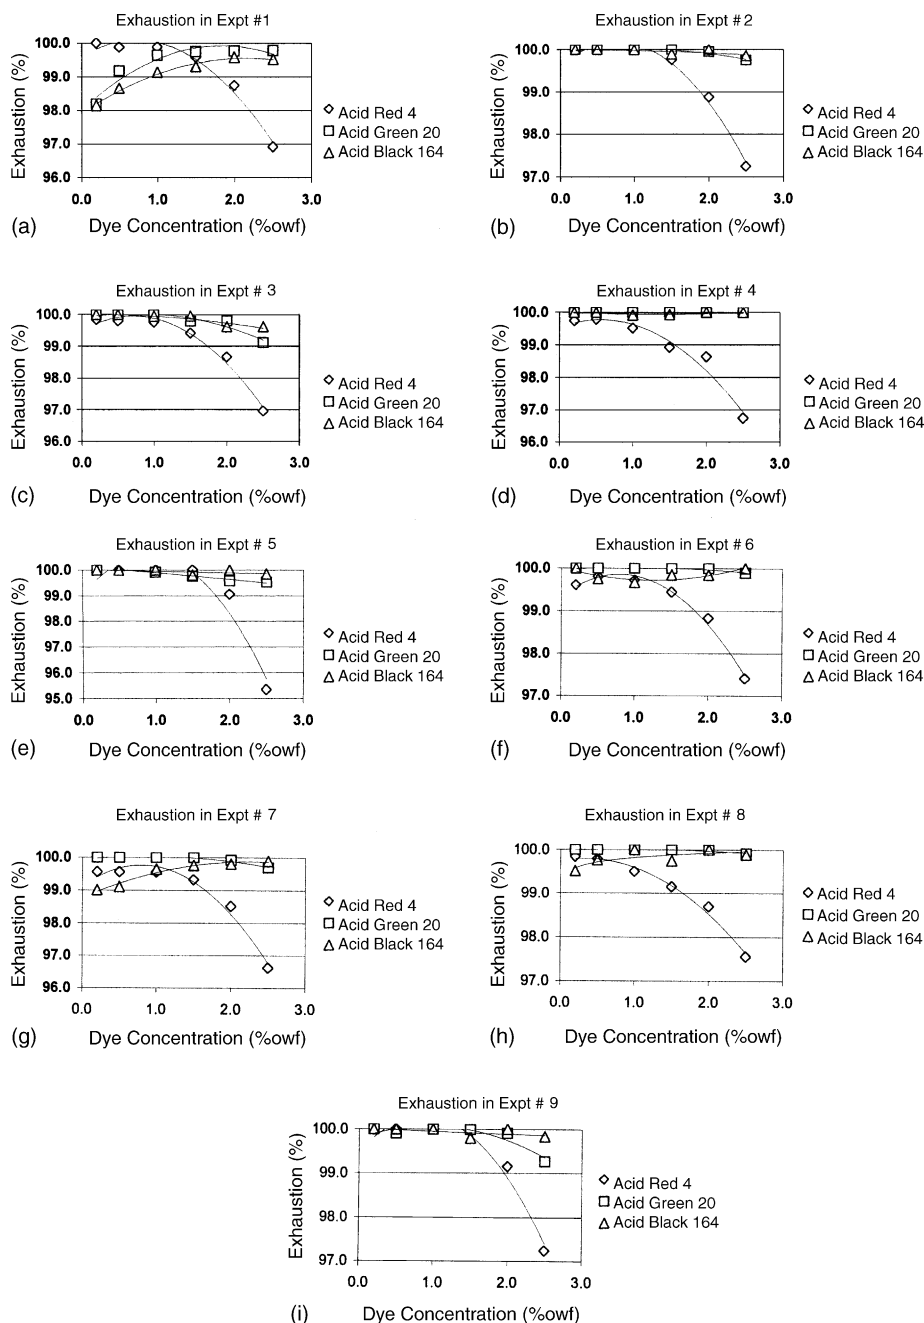 Exhaustion in Expt #1
Exhaustion (%)
100.0
99.0
98.0
97.0
96.0
0.0 1.0 2.0 3.0
Acid Red 4
Acid Green 20
Acid Black 164
(a) Dye Concentration (%owf)
Exhaustion in Expt # 2
Exhaustion (%)
100.0
99.0
98.0
97.0
0.0 1.0 2.0 3.0
Acid Red 4
Acid Green 20
Acid Black 164
(b) Dye Concentration (%owf)
Exhaustion in Expt # 3
Exhaustion (%)
100.0
99.0
98.0
97.0
96.0
0.0 1.0 2.0 3.0
Acid Red 4
Acid Green 20
Acid Black 164
(c) Dye Concentration (%owf)
Exhaustion in Expt # 4
Exhaustion (%)
100.0
99.0
98.0
97.0
96.0
0.0 1.0 2.0 3.0
Acid Red 4
Acid Green 20
Acid Black 164
(d) Dye Concentration (%owf)
Exhaustion in Expt # 5
Exhaustion (%)
100.0
99.0
98.0
97.0
96.0
95.0
0.0 1.0 2.0 3.0
Acid Red 4
Acid Green 20
Acid Black 164
(e) Dye Concentration (%owf)
Exhaustion in Expt # 6
Exhaustion (%)
100.0
99.0
98.0
97.0
0.0 1.0 2.0 3.0
Acid Red 4
Acid Green 20
Acid Black 164
(f) Dye Concentration (%owf)
Exhaustion in Expt # 7
Exhaustion (%)
100.0
99.0
98.0
97.0
96.0
0.0 1.0 2.0 3.0
Acid Red 4
Acid Green 20
Acid Black 164
(g) Dye Concentration (%owf)
Exhaustion in Expt # 8
Exhaustion (%)
100.0
99.0
98.0
97.0
0.0 1.0 2.0 3.0
Acid Red 4
Acid Green 20
Acid Black 164
(h) Dye Concentration (%owf)
Exhaustion in Expt # 9
Exhaustion (%)
100.0
99.0
98.0
97.0
0.0 1.0 2.0 3.0
Acid Red 4
Acid Green 20
Acid Black 164
(i) Dye Concentration (%owf)